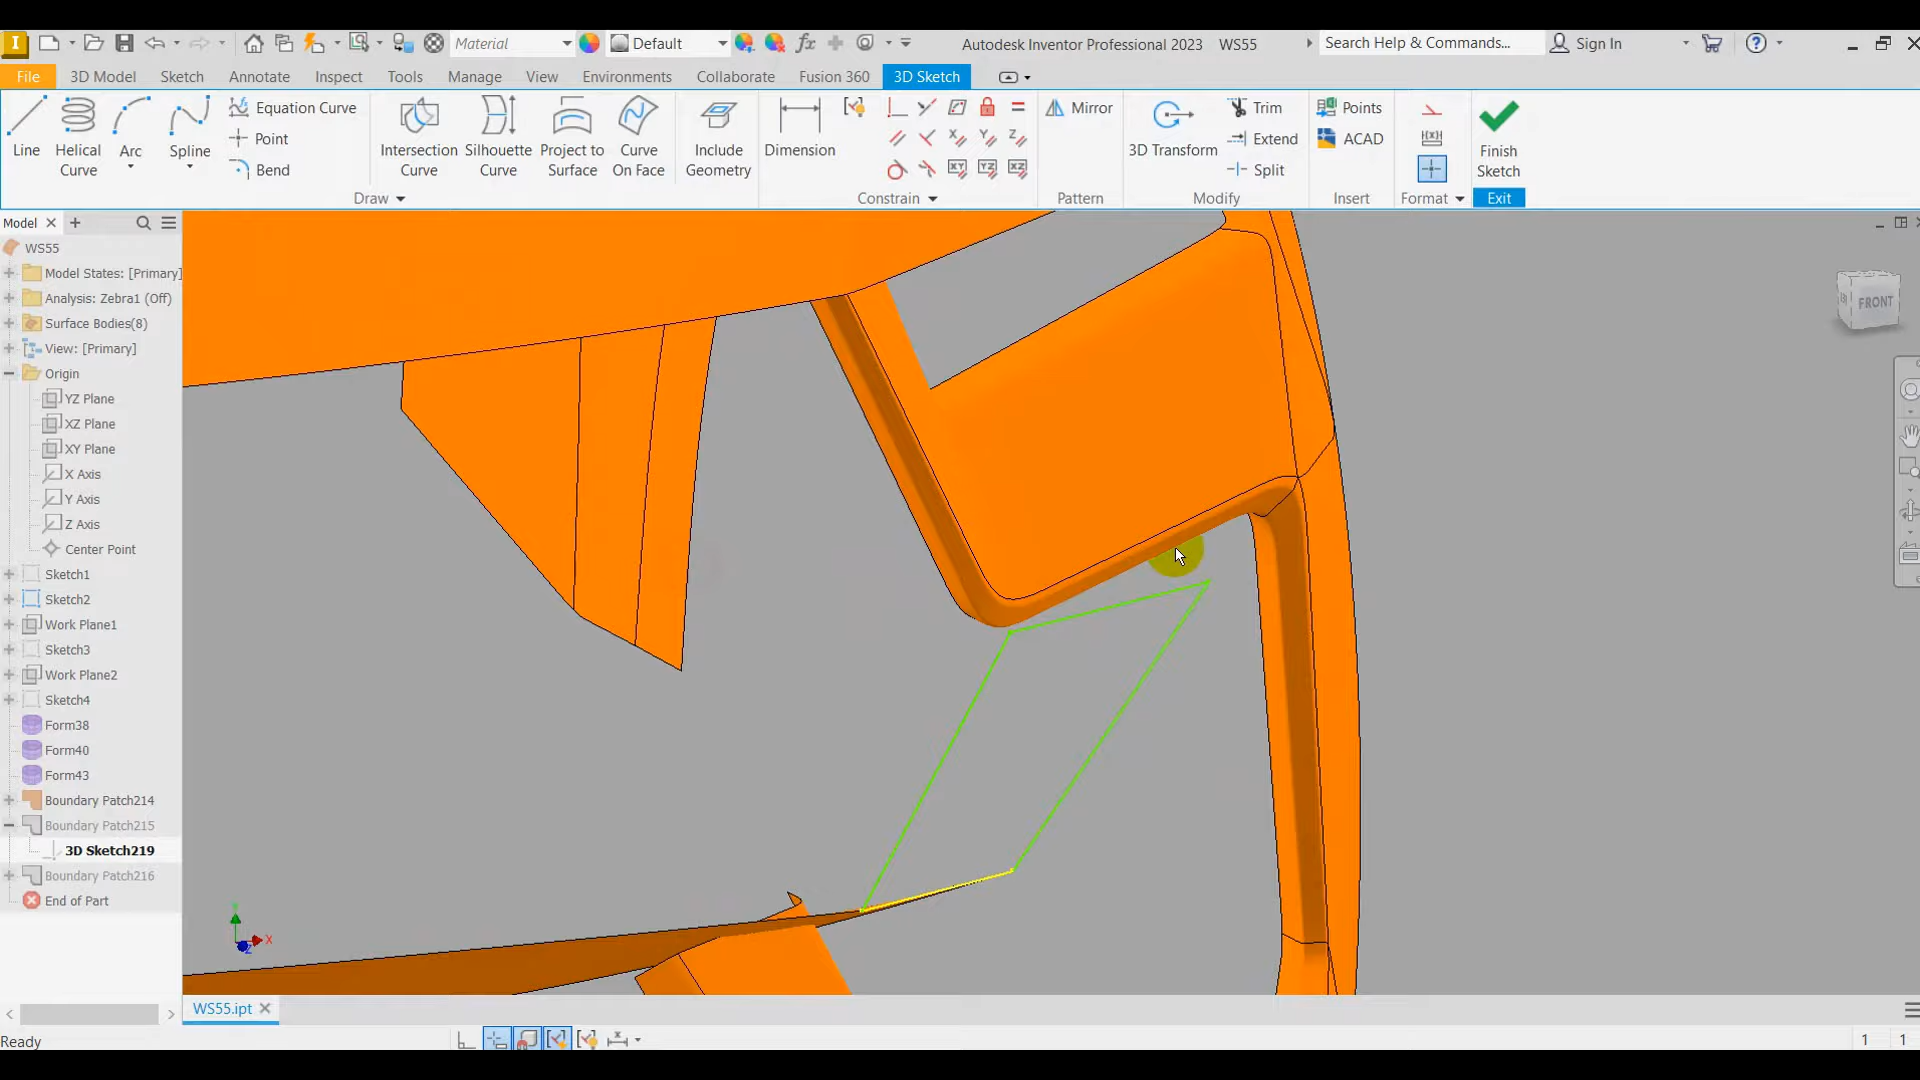 Material
Default
Autodesk Inventor Professional 2023 WS55
Search Help & Commands...
Sign In
File
3D Model
Sketch
Annotate
Inspect
Tools
Manage
View
Environments
Collaborate
Fusion 360
3D Sketch
Line
Helical Curve
Arc
Spline
Equation Curve
Point
Bend
Intersection Curve
Silhouette Curve
Project to Surface
Curve On Face
Include Geometry
Dimension
Mirror
3D Transform
Trim
Extend
Split
Points
ACAD
Finish Sketch
Draw
Constrain
Pattern
Modify
Insert
Format
Exit
Model
WS55
Model States: [Primary]
Analysis: Zebra1 (Off)
Surface Bodies(8)
View: [Primary]
Origin
YZ Plane
XZ Plane
XY Plane
X Axis
Y Axis
Z Axis
Center Point
Sketch1
Sketch2
Work Plane1
Sketch3
Work Plane2
Sketch4
Form38
Form40
Form43
Boundary Patch214
Boundary Patch215
3D Sketch219
Boundary Patch216
End of Part
FRONT
X
WS55.ipt
Ready
1 1